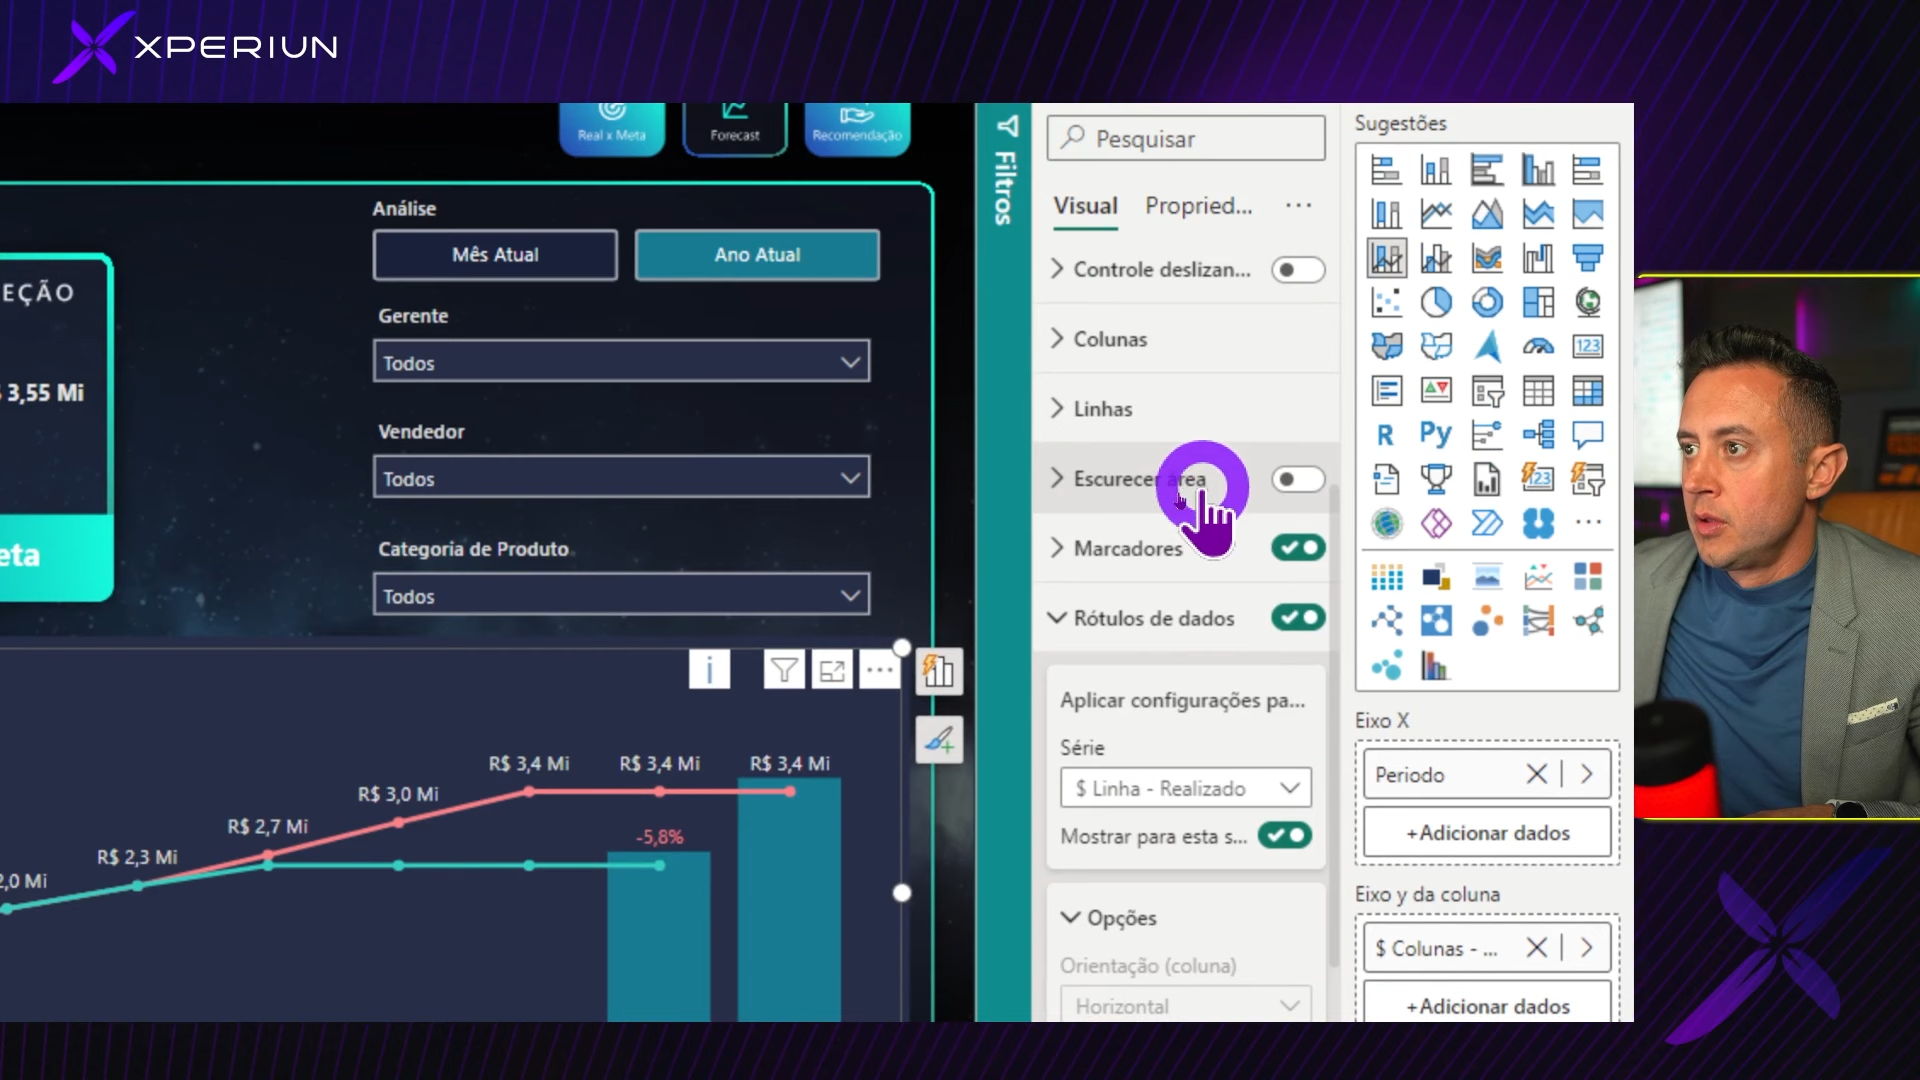 XPERIUN
Real x Meta
Forecast
Recomendação
Análise
Mês Atual
Ano Atual
Gerente
Todos
Vendedor
Todos
Categoria de Produto
Todos
EÇÃO
3,55 Mi
eta
R$ 3,4 Mi
R$ 3,4 Mi
R$ 3,4 Mi
R$ 3,0 Mi
R$ 2,7 Mi
R$ 2,3 Mi
2,0 Mi
-5,8%
Filtros
Pesquisar
Visual
Propried...
Controle deslizan...
Colunas
Linhas
Escurecer área
Marcadores
Rótulos de dados
Aplicar configurações pa...
Série
$ Linha - Realizado
Mostrar para esta s...
Opções
Orientação (coluna)
Horizontal
Sugestões
123
R
Py
123
Eixo X
Periodo
+Adicionar dados
Eixo y da coluna
$ Colunas - ...
+Adicionar dados